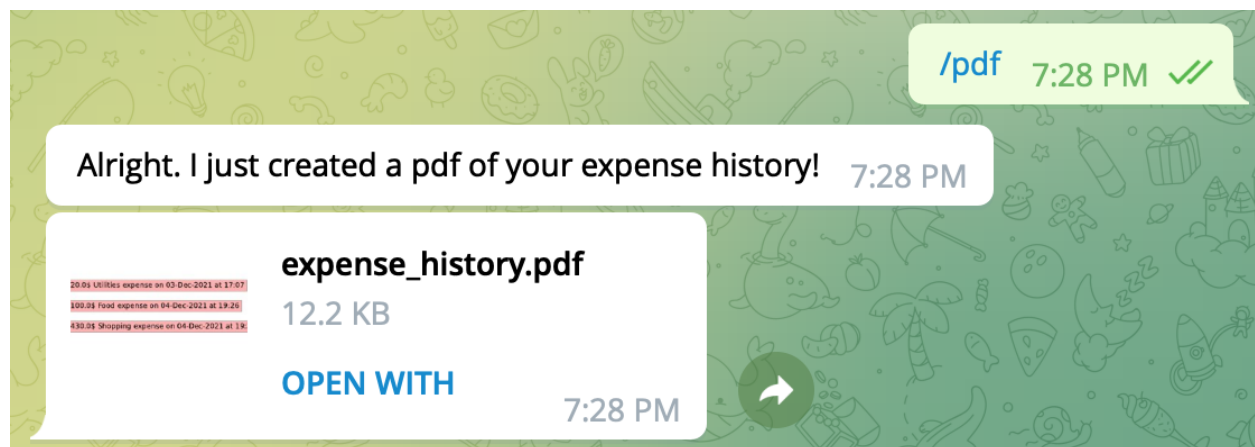 /pdf 7:28 PM
Alright. I just created a pdf of your expense history! 7:28 PM
expense_history.pdf
20.0$ Utilities expense on 03-Dec-2021 at 17:07
12.2 KB
100.0$ Food expense on 04-Dec-2021 at 19:26
430.0$ Shopping expense on 04-Dec-2021 at 19:
OPEN WITH
7:28 PM